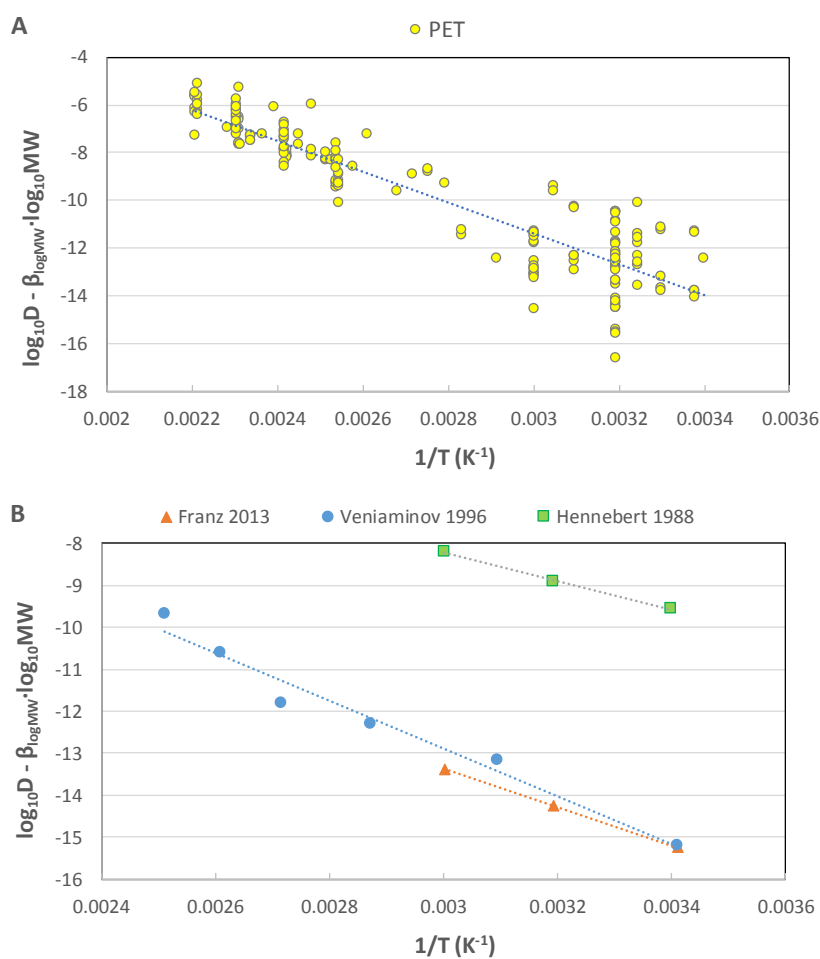 A
PET
-4
-6
-8
-10
-12
-14
-16
-18
log₁₀D - βlogMW·log₁₀MW
0.002 0.0022 0.0024 0.0026 0.0028 0.003 0.0032 0.0034 0.0036
1/T (K⁻¹)
B
Franz 2013 Veniaminov 1996 Hennebert 1988
-8
-9
-10
-11
-12
-13
-14
-15
-16
log₁₀D - βlogMW·log₁₀MW
0.0024 0.0026 0.0028 0.003 0.0032 0.0034 0.0036
1/T (K⁻¹)